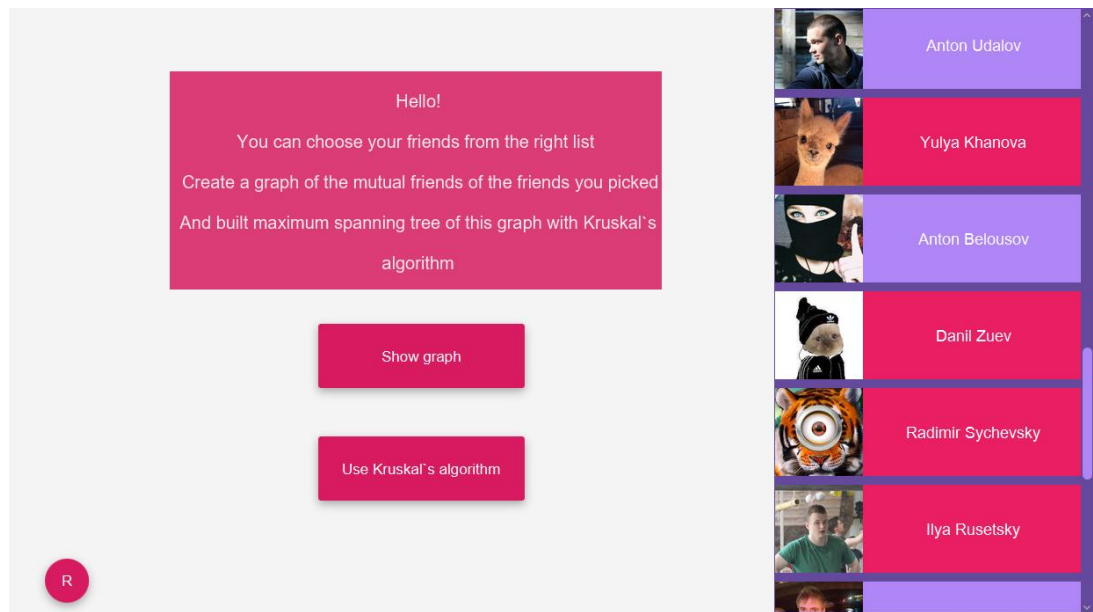 Hello!
You can choose your friends from the right list
Create a graph of the mutual friends of the friends you picked
And built maximum spanning tree of this graph with Kruskal`s
algorithm
Show graph
Use Kruskal`s algorithm
R
Anton Udalov
Yulya Khanova
Anton Belousov
Danil Zuev
Radimir Sychevsky
Ilya Rusetsky